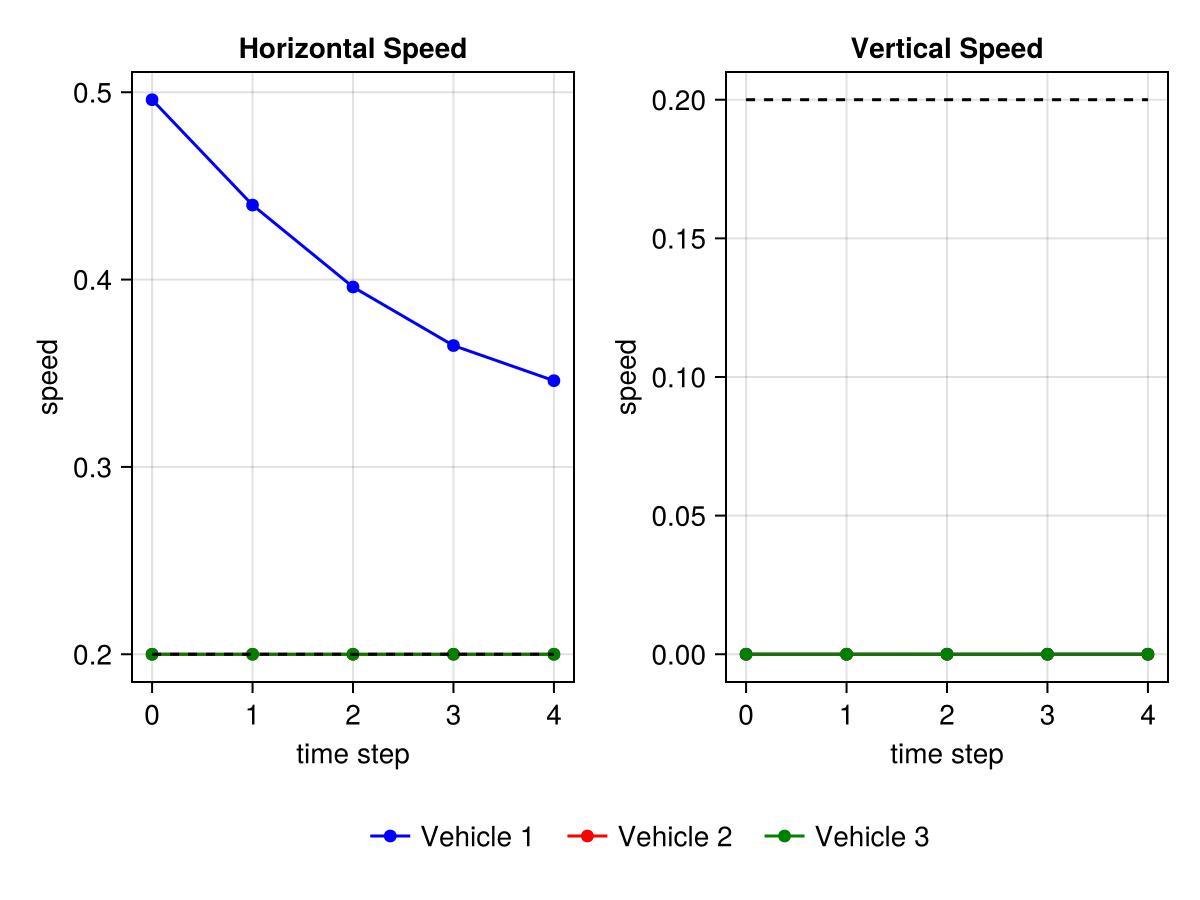 Horizontal Speed
Vertical Speed
speed
0.5
0.4
0.3
0.2
0
1
2
3
4
time step
speed
0.20
0.15
0.10
0.05
0.00
0
1
2
3
4
time step
Vehicle 1
Vehicle 2
Vehicle 3